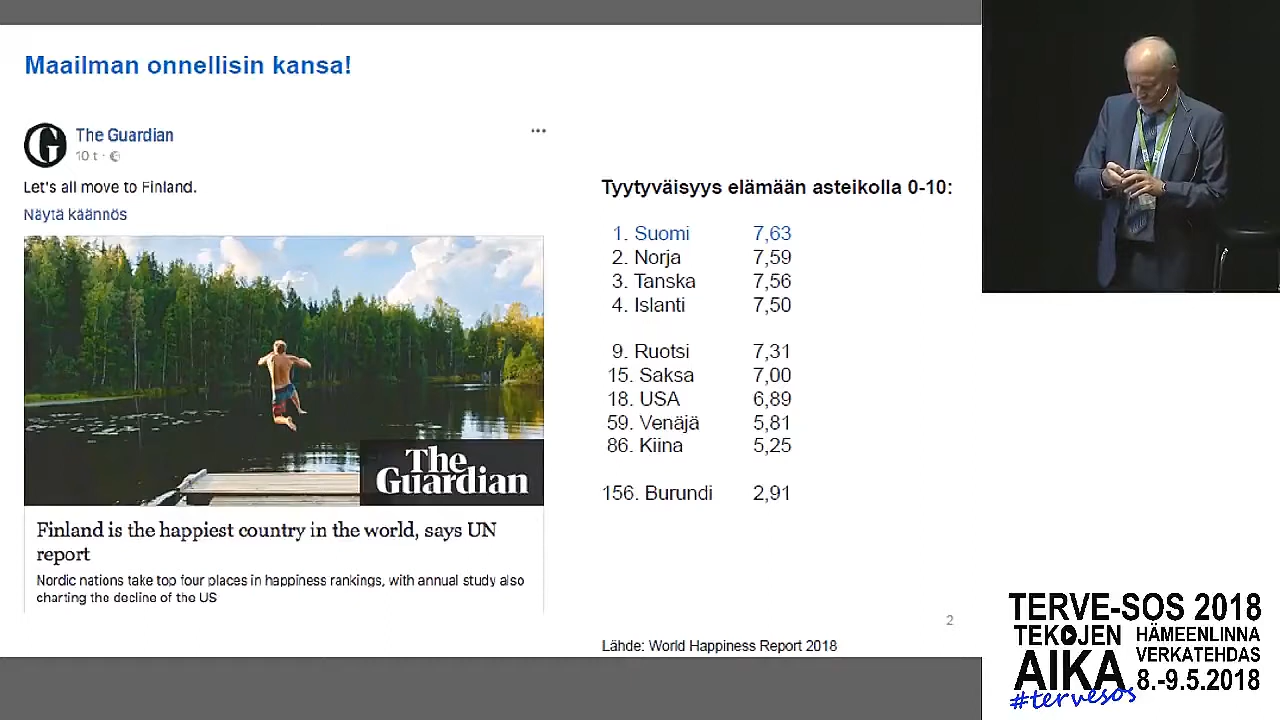 Maailman onnellisin kansa!
The Guardian
10 t ·
Let's all move to Finland.
Näytä käännös
The
Guardian
Finland is the happiest country in the world, says UN
report
Nordic nations take top four places in happiness rankings, with annual study also
charting the decline of the US
Tyytyväisyys elämään asteikolla 0-10:
1. Suomi 7,63
2. Norja 7,59
3. Tanska 7,56
4. Islanti 7,50
9. Ruotsi 7,31
15. Saksa 7,00
18. USA 6,89
59. Venäjä 5,81
86. Kiina 5,25
156. Burundi 2,91
2
Lähde: World Happiness Report 2018
TERVE-SOS 2018
TEKOJEN
AIKA
HÄMEENLINNA
VERKATEHDAS
8.-9.5.2018
#tervesos